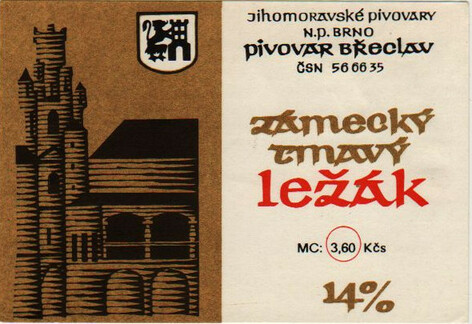 Jihomoravské pivovary
n.p. Brno
pivovar Břeclav
ČSN 56 66 35
zámecký
tmavý
ležák
MC: 3,60 Kčs
14%